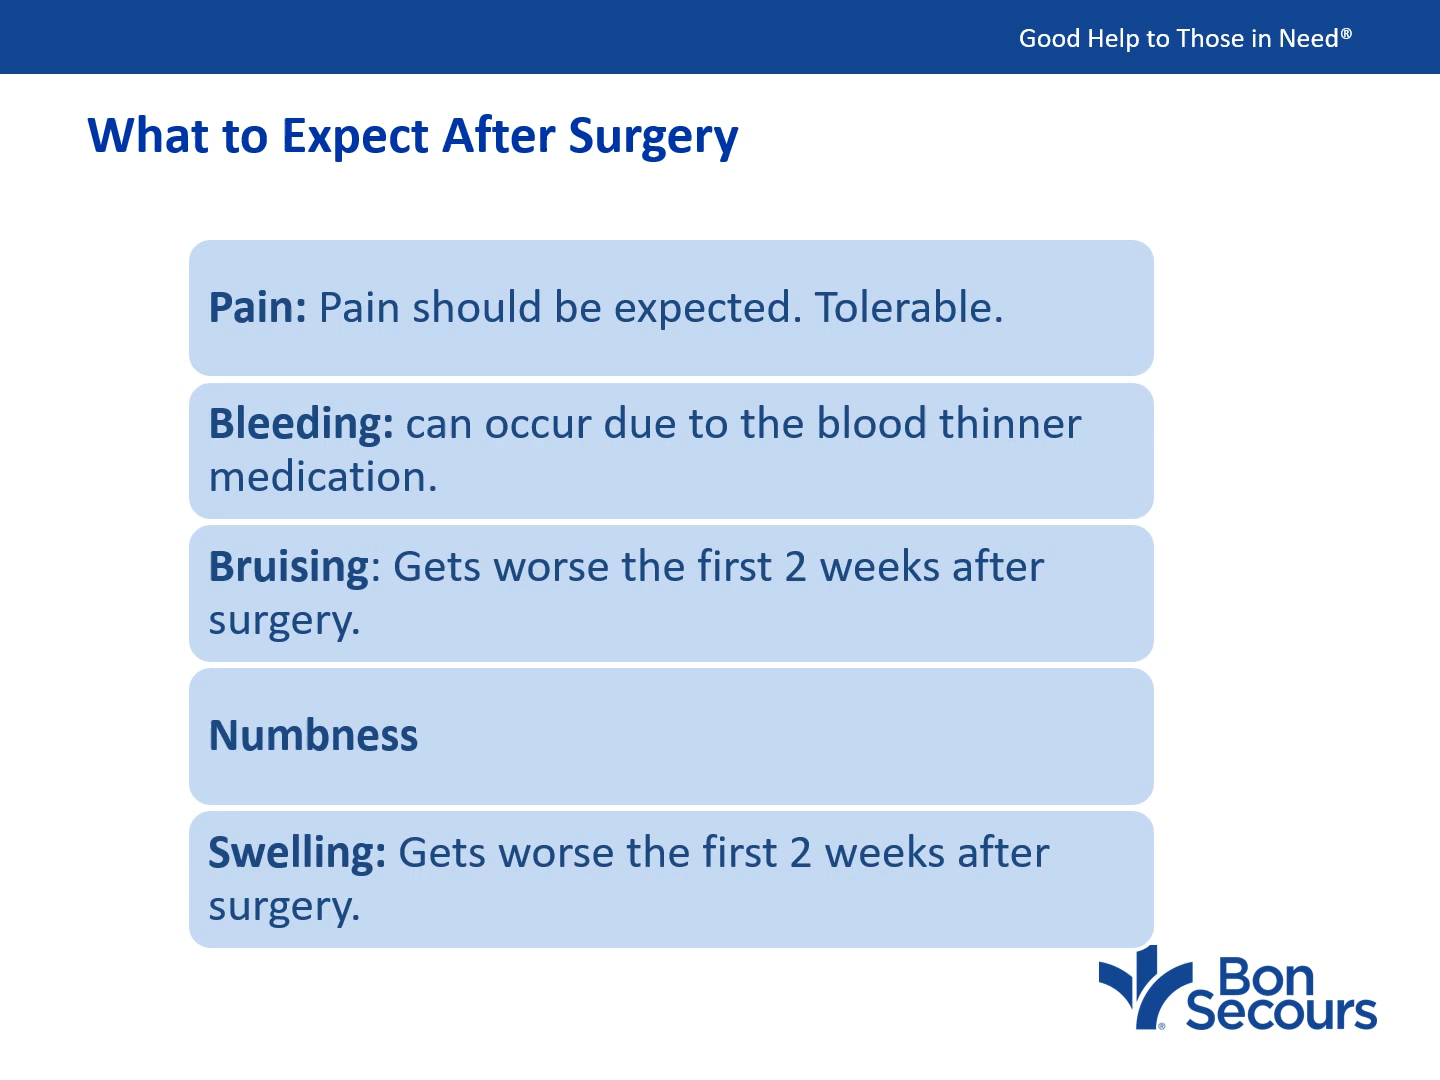 Good Help to Those in Need®
What to Expect After Surgery
Pain: Pain should be expected. Tolerable.
Bleeding: can occur due to the blood thinner
medication.
Bruising: Gets worse the first 2 weeks after
surgery.
Numbness
Swelling: Gets worse the first 2 weeks after
surgery.
Bon
Secours
®